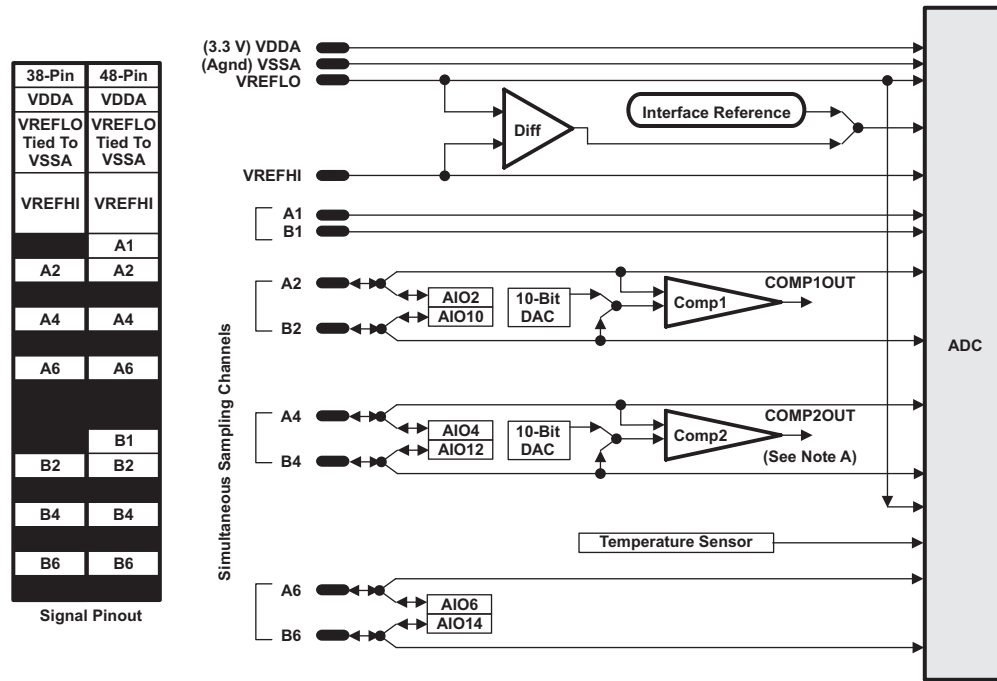 38-Pin 48-Pin
VDDA VDDA
VREFLO VREFLO
Tied To Tied To
VSSA VSSA
VREFHI VREFHI
A1
A2 A2
A4 A4
A6 A6
B1
B2 B2
B4 B4
B6 B6
Signal Pinout
Simultaneous Sampling Channels
(3.3 V) VDDA
(Agnd) VSSA
VREFLO
Interface Reference
Diff
VREFHI
A1
B1
A2
AIO2
AIO10
B2
10-Bit
DAC
Comp1
COMP1OUT
ADC
A4
AIO4
AIO12
B4
10-Bit
DAC
Comp2
COMP2OUT
(See Note A)
Temperature Sensor
A6
AIO6
AIO14
B6